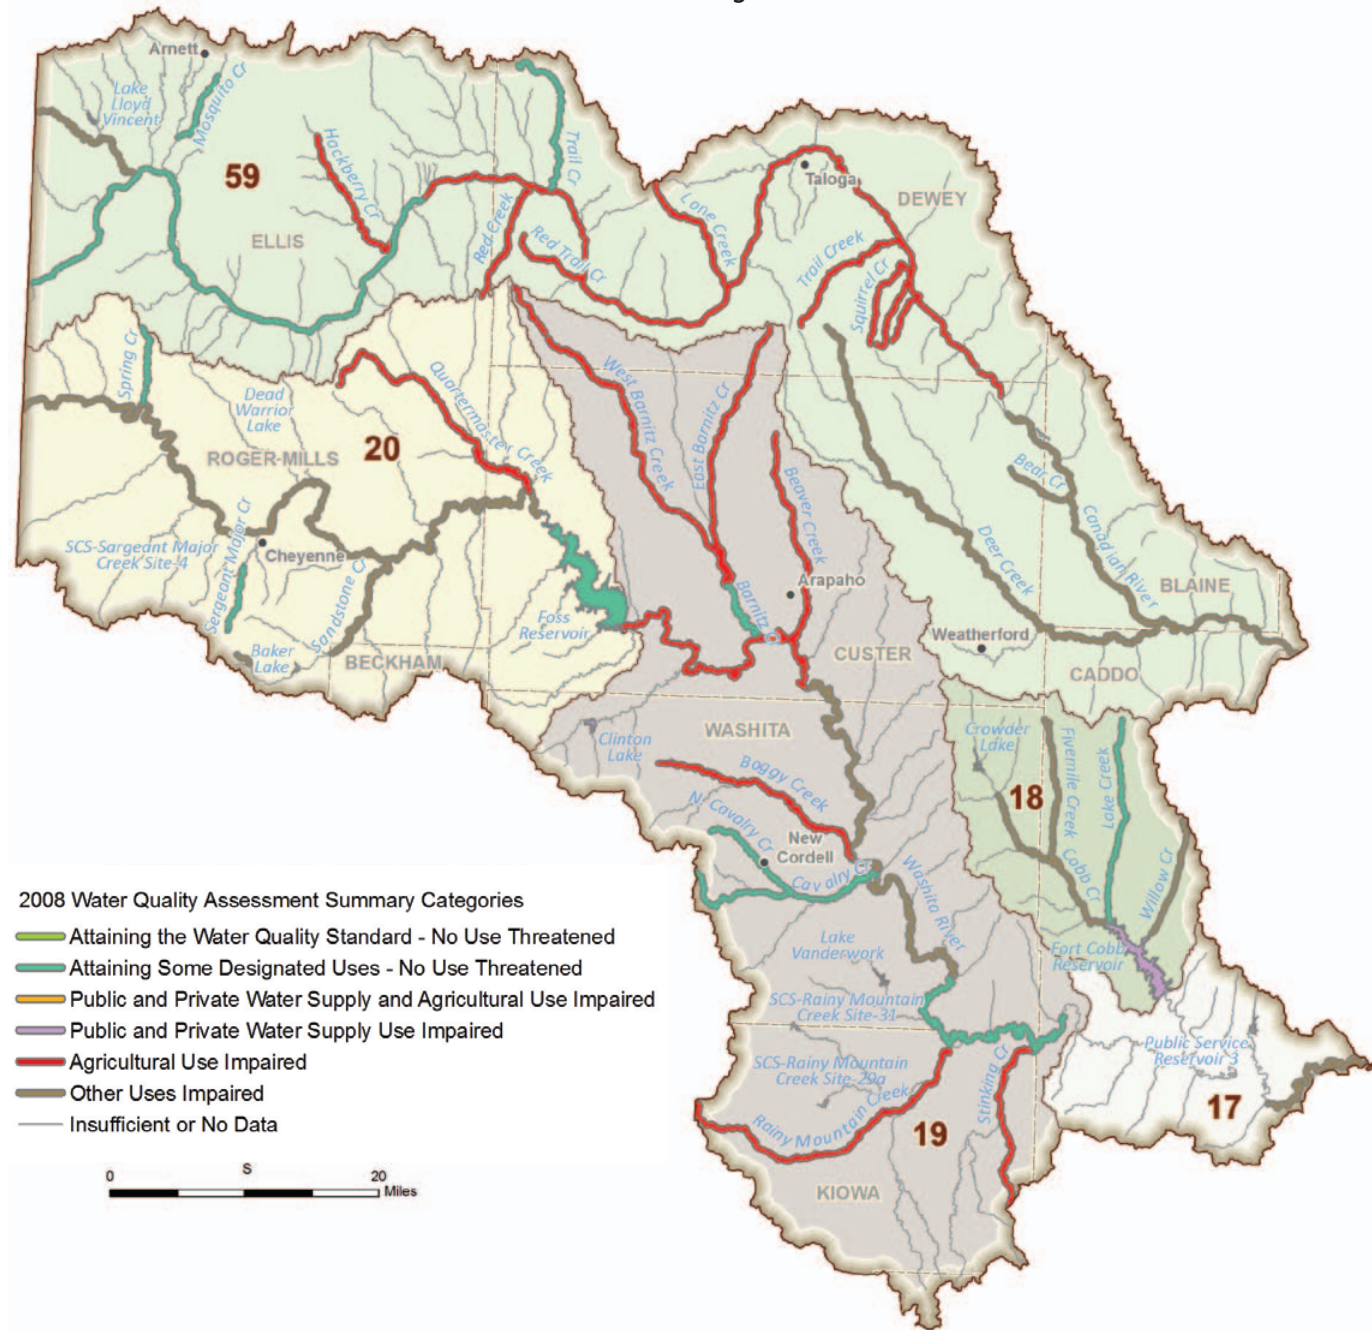 Arnett
Lake
Lloyd
Vincent
Mosquito Cr
59
Hackberry Cr
ELLIS
Trail Cr
Red Creek
Red Trail Cr
Lone Creek
Taloga
DEWEY
Trail Creek
Squirrel Cr
Spring Cr
Dead
Warrior
Lake
Quartermaster Creek
ROGER-MILLS
20
West Barnitz Creek
East Barnitz Cr
Beaver Creek
Bear Cr
Canadian River
Deer Creek
BLAINE
SCS-Sargeant Major
Creek Site-4
Sergeant Major Cr
Cheyenne
Sandstone Cr
Baker
Lake
BECKHAM
Foss
Reservoir
Barnitz Cr
Arapaho
CUSTER
Weatherford
CADDO
WASHITA
Clinton
Lake
Boggy Creek
N. Cavalry Cr
New
Cordell
Cavalry Cr
Washita River
Crowder
Lake
18
Fivemile Creek
Lake Creek
Cobb Cr
Willow Cr
Fort Cobb
Reservoir
Lake
Vanderwork
SCS-Rainy Mountain
Creek Site-31
SCS-Rainy Mountain
Creek Site-29a
Rainy Mountain Creek
Stinking Cr
19
KIOWA
Public Service
Reservoir 3
17
2008 Water Quality Assessment Summary Categories
Attaining the Water Quality Standard - No Use Threatened
Attaining Some Designated Uses - No Use Threatened
Public and Private Water Supply and Agricultural Use Impaired
Public and Private Water Supply Use Impaired
Agricultural Use Impaired
Other Uses Impaired
Insufficient or No Data
0 S 20
Miles